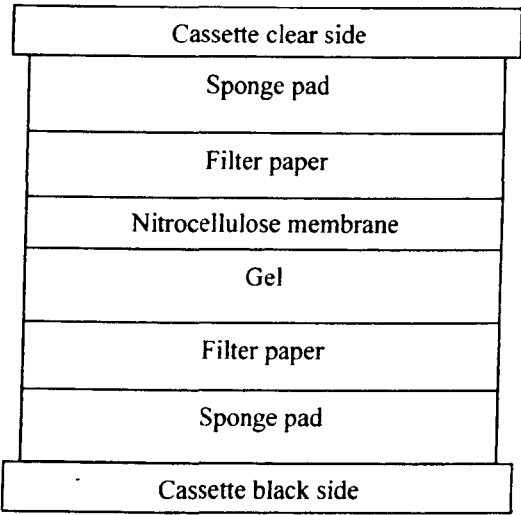 Cassette clear side
Sponge pad
Filter paper
Nitrocellulose membrane
Gel
Filter paper
Sponge pad
Cassette black side